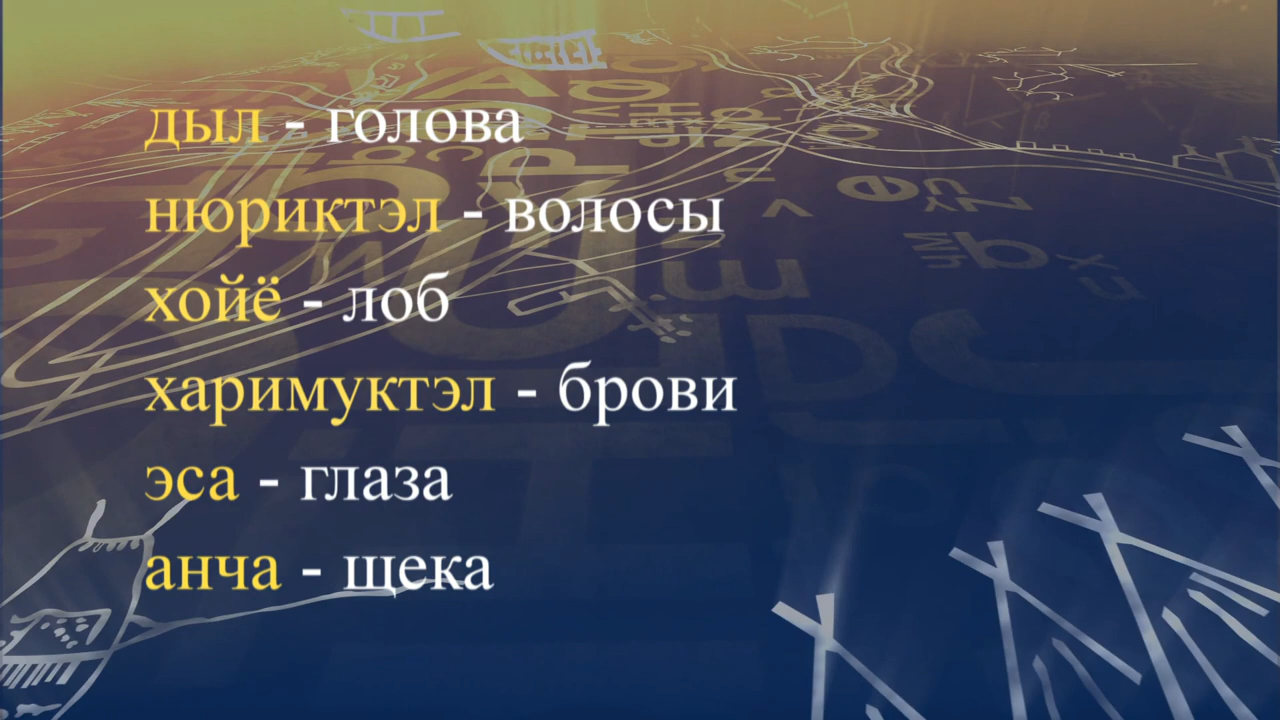 дыл - голова
нюриктэл - волосы
хойё - лоб
харимуктэл - брови
эса - глаза
анча - щека